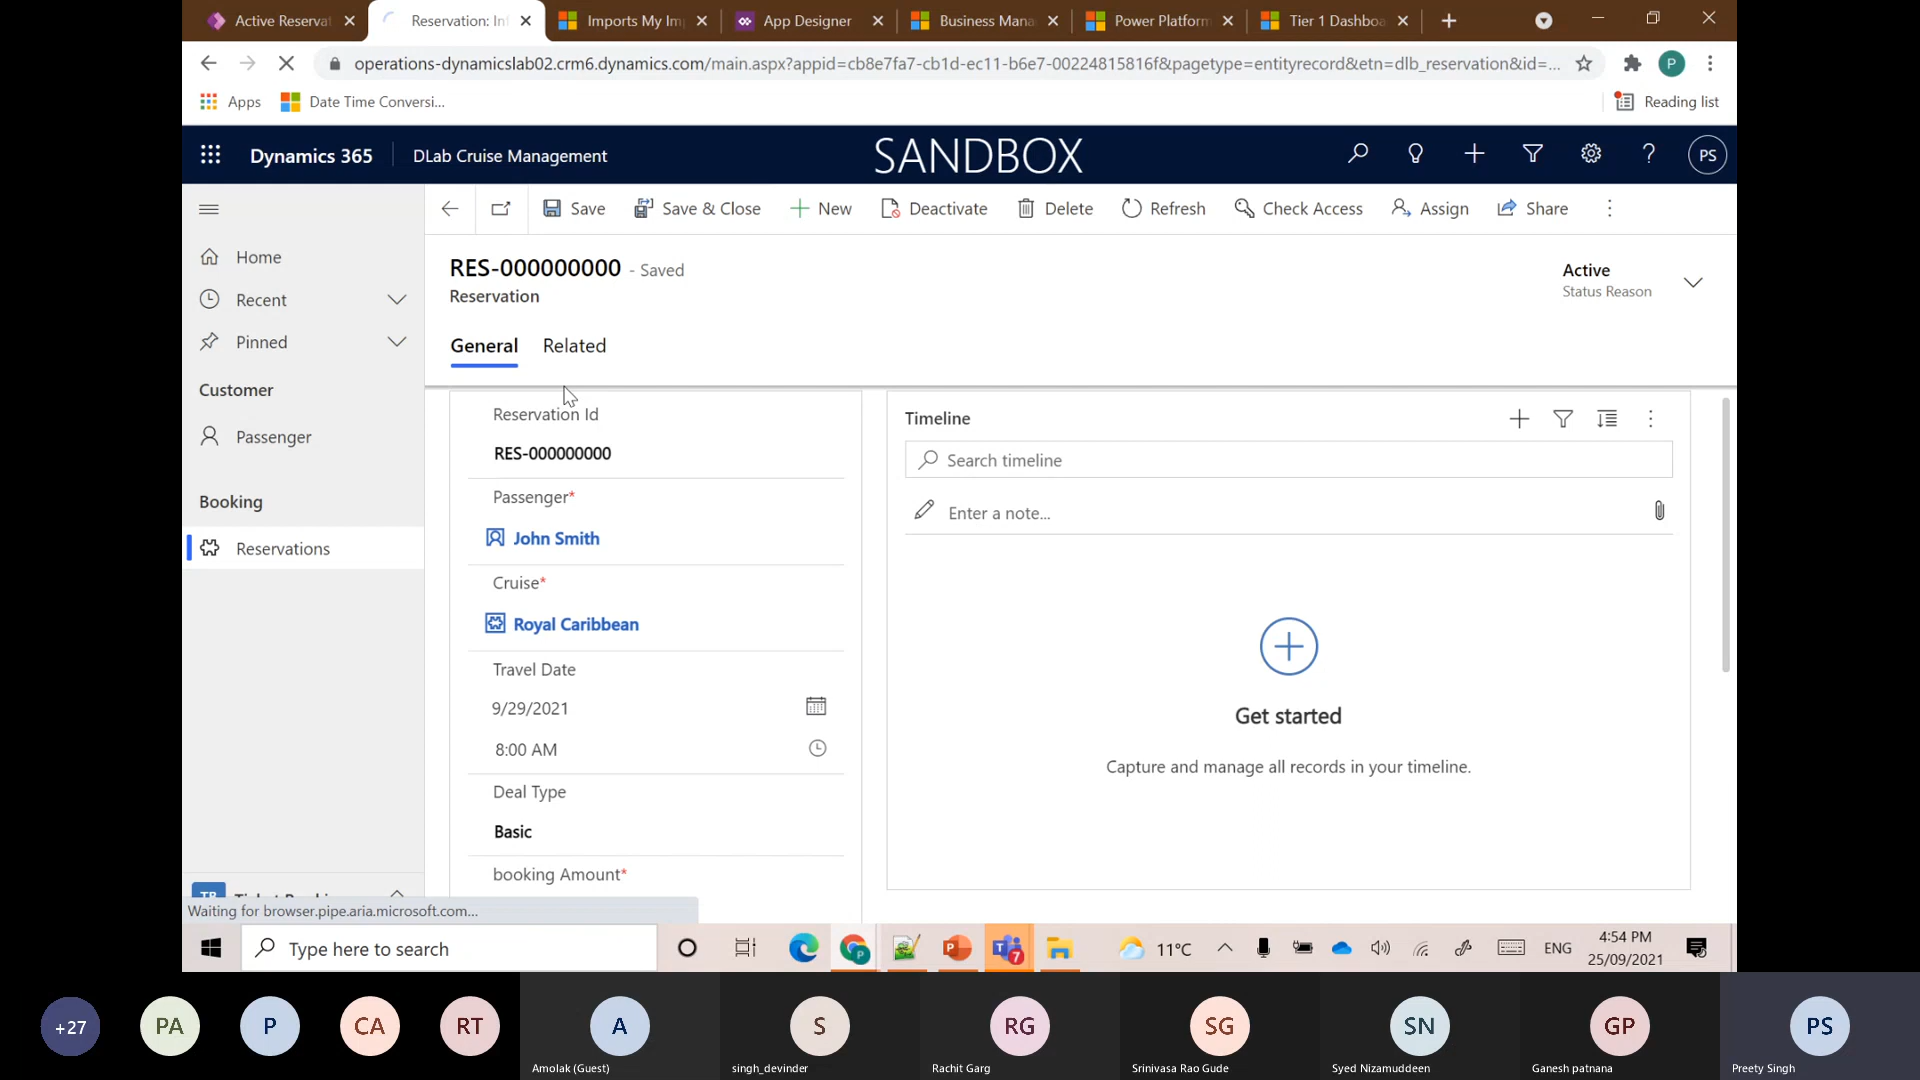 Active Reservat
Reservation: Inf
Imports My Im
App Designer
Business Mana
Power Platform
Tier 1 Dashboa
operations-dynamicslab02.crm6.dynamics.com/main.aspx?appid=cb8e7fa7-cb1d-ec11-b6e7-00224815816f&pagetype=entityrecord&etn=dlb_reservation&id=...
P
Apps
Date Time Conversi...
Reading list
Dynamics 365
DLab Cruise Management
SANDBOX
PS
Save
Save & Close
New
Deactivate
Delete
Refresh
Check Access
Assign
Share
Home
Recent
Pinned
Customer
Passenger
Booking
Reservations
RES-000000000 - Saved
Reservation
Active
Status Reason
General
Related
Reservation Id
RES-000000000
Passenger*
John Smith
Cruise*
Royal Caribbean
Travel Date
9/29/2021
8:00 AM
Deal Type
Basic
booking Amount*
Timeline
Search timeline
Enter a note...
Get started
Capture and manage all records in your timeline.
Waiting for browser.pipe.aria.microsoft.com...
Type here to search
7
11°C
ENG
4:54 PM
25/09/2021
+27
PA
P
CA
RT
A
Amolak (Guest)
S
singh_devinder
RG
Rachit Garg
SG
Srinivasa Rao Gude
SN
Syed Nizamuddeen
GP
Ganesh patnana
PS
Preety Singh